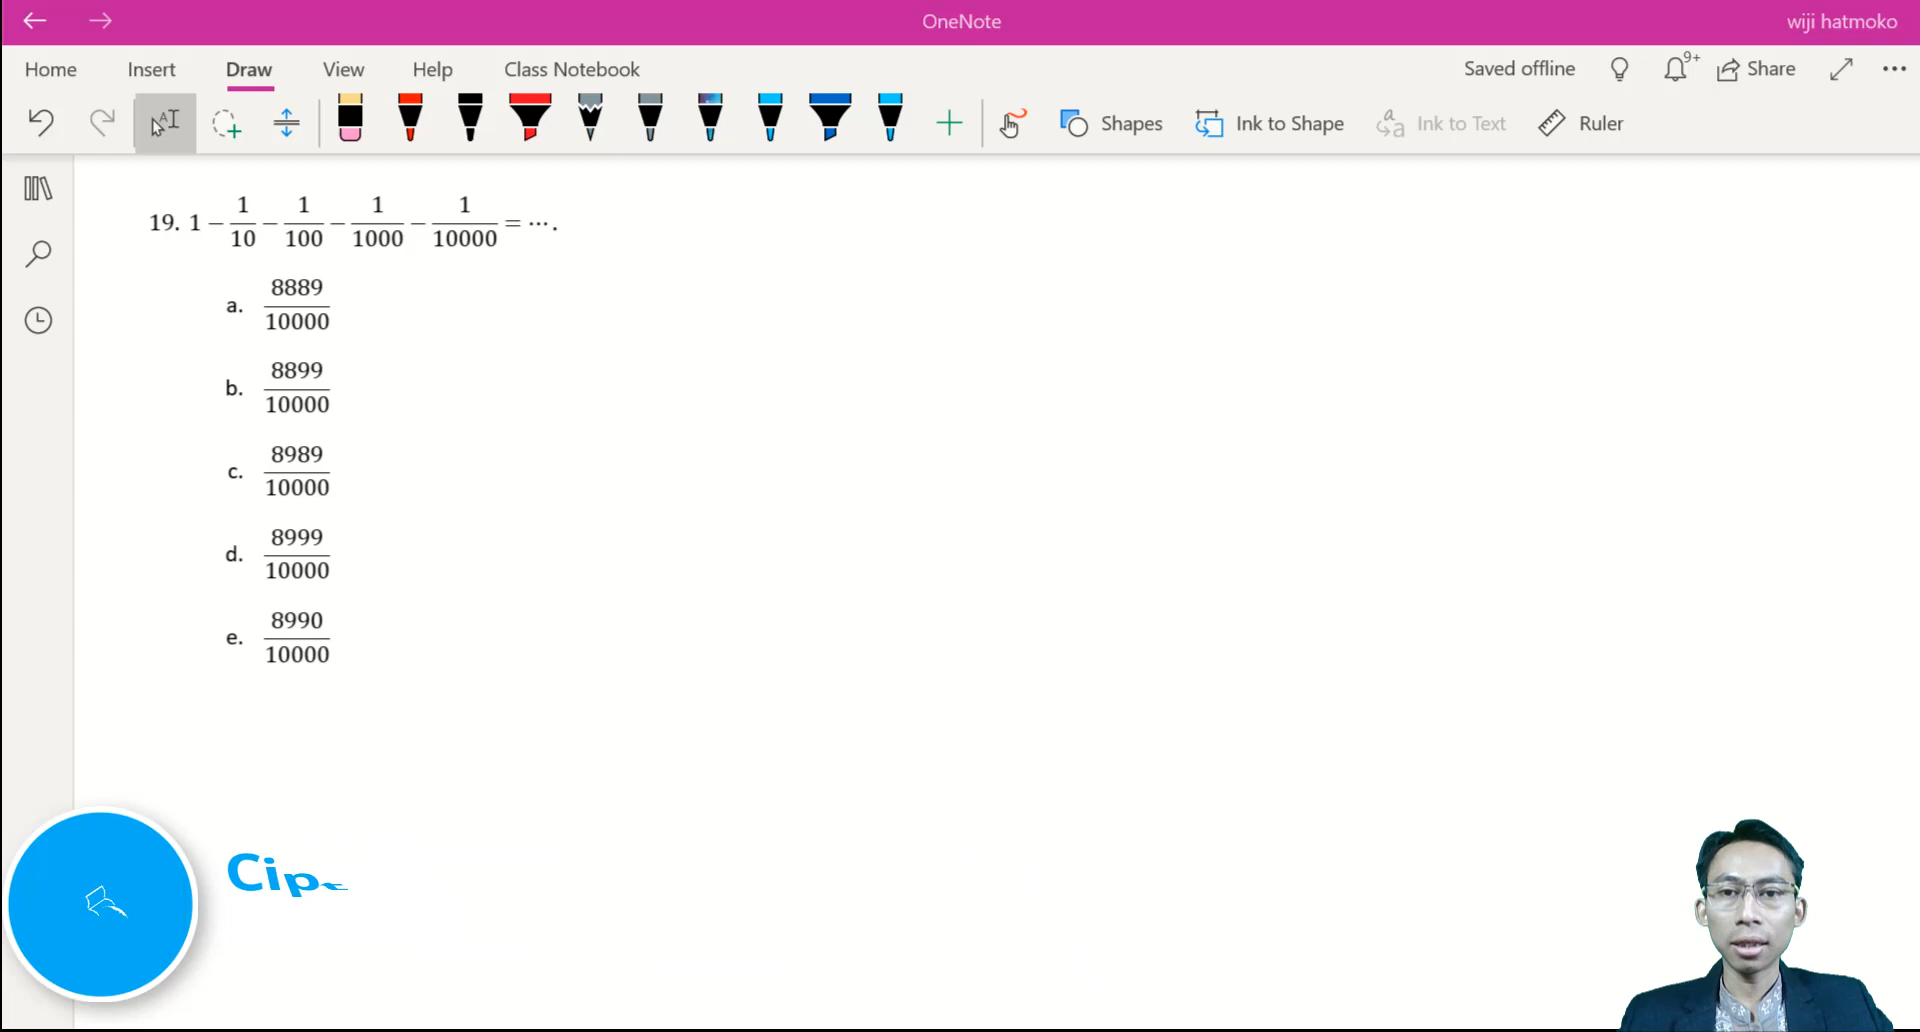 OneNote
wiji hatmoko
Home Insert Draw View Help Class Notebook
Saved offline 9+ Share
Shapes Ink to Shape Ink to Text Ruler
19. 1 − 1/10 − 1/100 − 1/1000 − 1/10000 = ⋯ .
a. 8889/10000
b. 8899/10000
c. 8989/10000
d. 8999/10000
e. 8990/10000